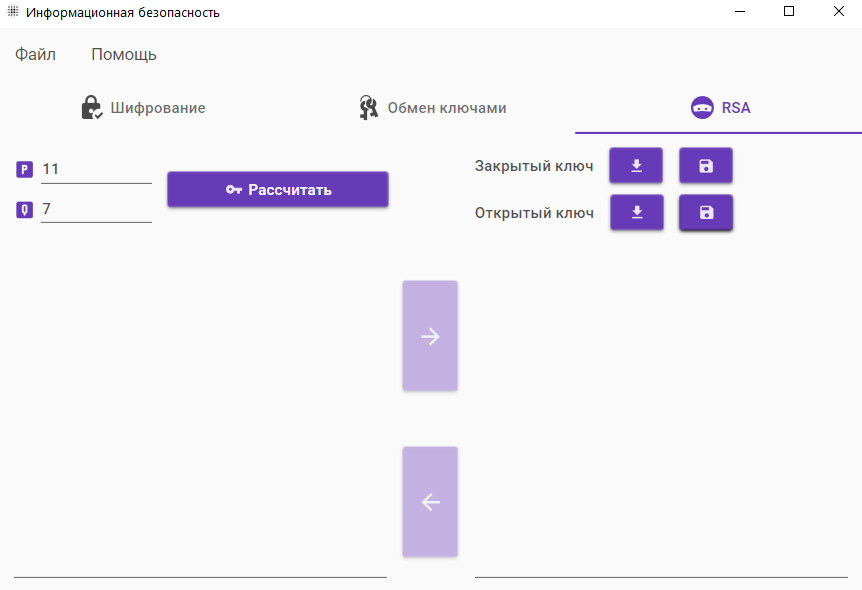 Информационная безопасность
Файл Помощь
Шифрование Обмен ключами RSA
P 11
Q 7
Рассчитать
Закрытый ключ
Открытый ключ